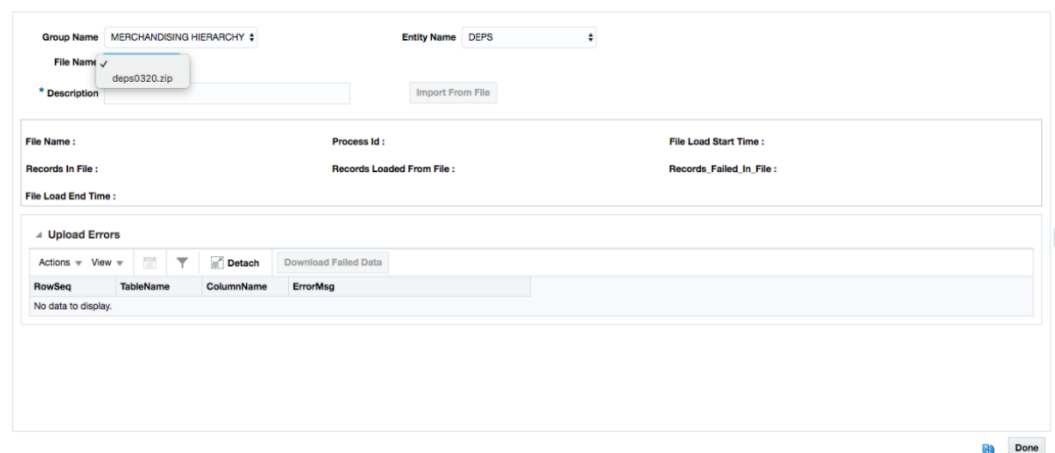 Group Name MERCHANDISING HIERARCHY Entity Name DEPS
File Name
deps0320.zip
* Description Import From File
File Name : Process Id : File Load Start Time :
Records In File : Records Loaded From File : Records_Failed_In_File :
File Load End Time :
Upload Errors
Actions View Detach Download Failed Data
RowSeq TableName ColumnName ErrorMsg
No data to display.
Done